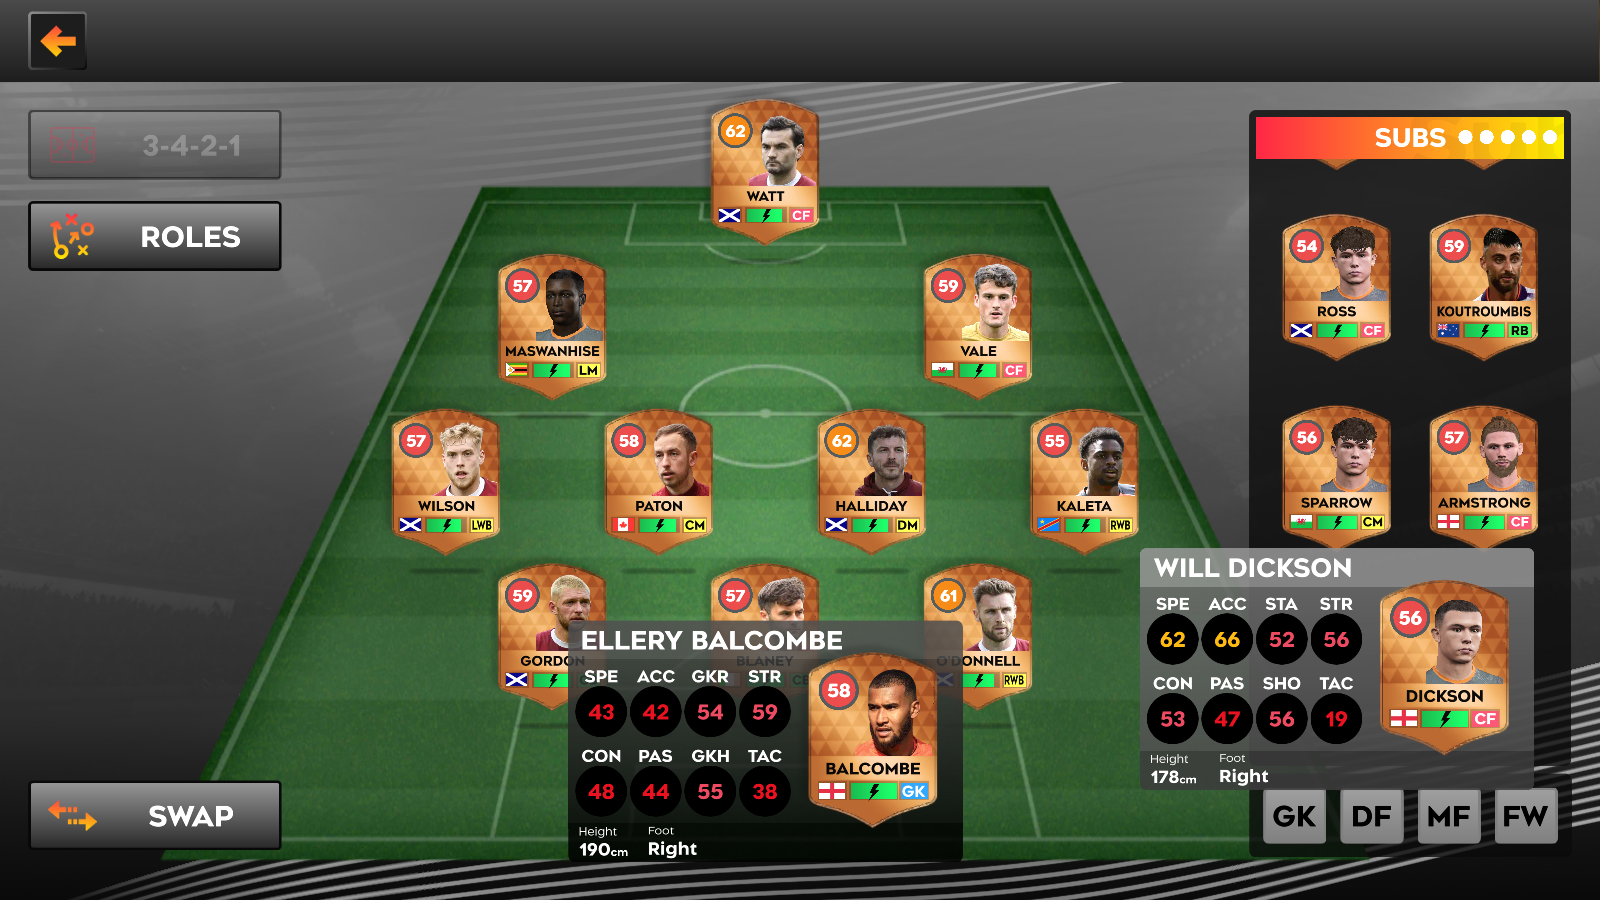 3-4-2-1
ROLES
SWAP
62
WATT
CF
57
MASWANHISE
LM
59
VALE
CF
57
WILSON
LWB
58
PATON
CM
62
HALLIDAY
DM
55
KALETA
RWB
59
GORDON
57
BLANEY
61
O'DONNELL
RWB
ELLERY BALCOMBE
SPE ACC GKR STR
43 42 54 59
CON PAS GKH TAC
48 44 55 38
Height Foot
190cm Right
58
BALCOMBE
GK
SUBS
54
ROSS
CF
59
KOUTROUMBIS
RB
56
SPARROW
CM
57
ARMSTRONG
CF
WILL DICKSON
SPE ACC STA STR
62 66 52 56
CON PAS SHO TAC
53 47 56 19
Height Foot
178cm Right
56
DICKSON
CF
GK DF MF FW